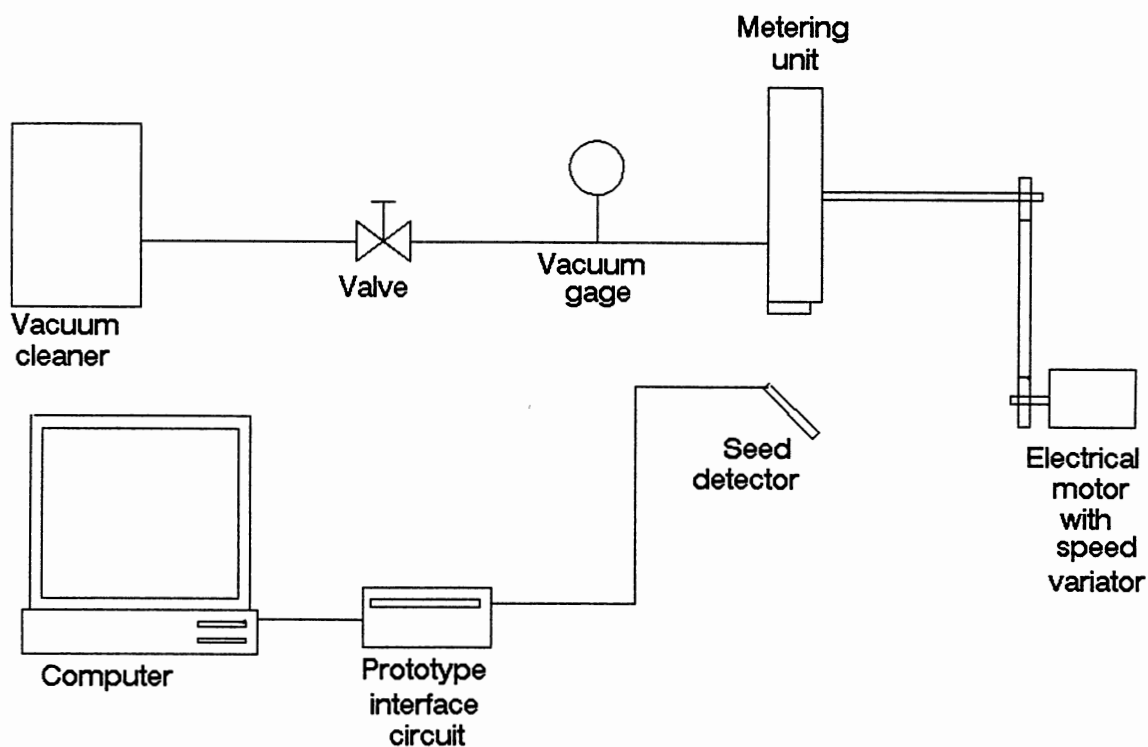 Metering
unit
Valve
Vacuum
gage
Vacuum
cleaner
Seed
detector
Electrical
motor
with
speed
variator
Computer
Prototype
interface
circuit